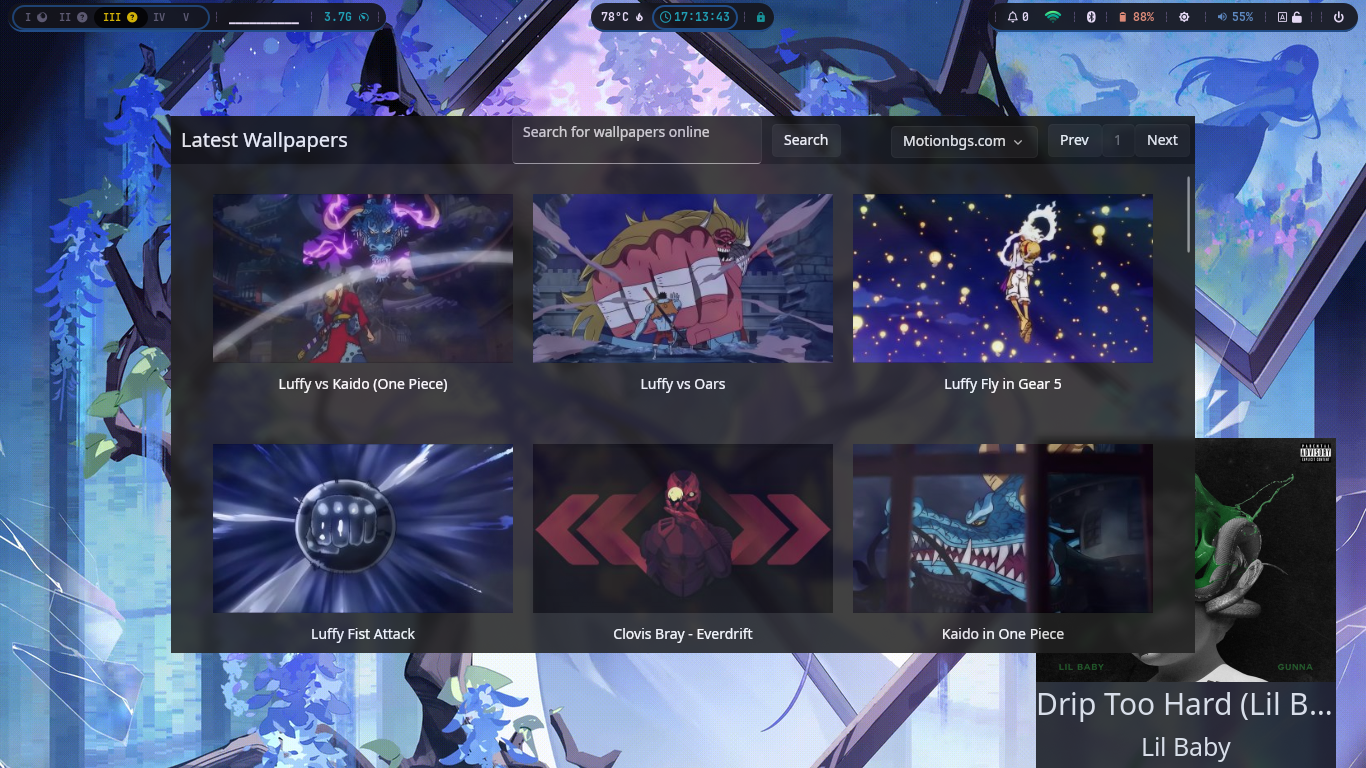 I II III IV V 3.7G 78°C 17:13:43 0 88% 55%
Latest Wallpapers Search for wallpapers online Search Motionbgs.com Prev 1 Next
Luffy vs Kaido (One Piece) Luffy vs Oars Luffy Fly in Gear 5
gun
Luffy Fist Attack Clovis Bray - Everdrift Kaido in One Piece
PARENTAL
ADVISORY
EXPLICIT CONTENT
LIL BABY GUNNA
Drip Too Hard (Lil B...
Lil Baby